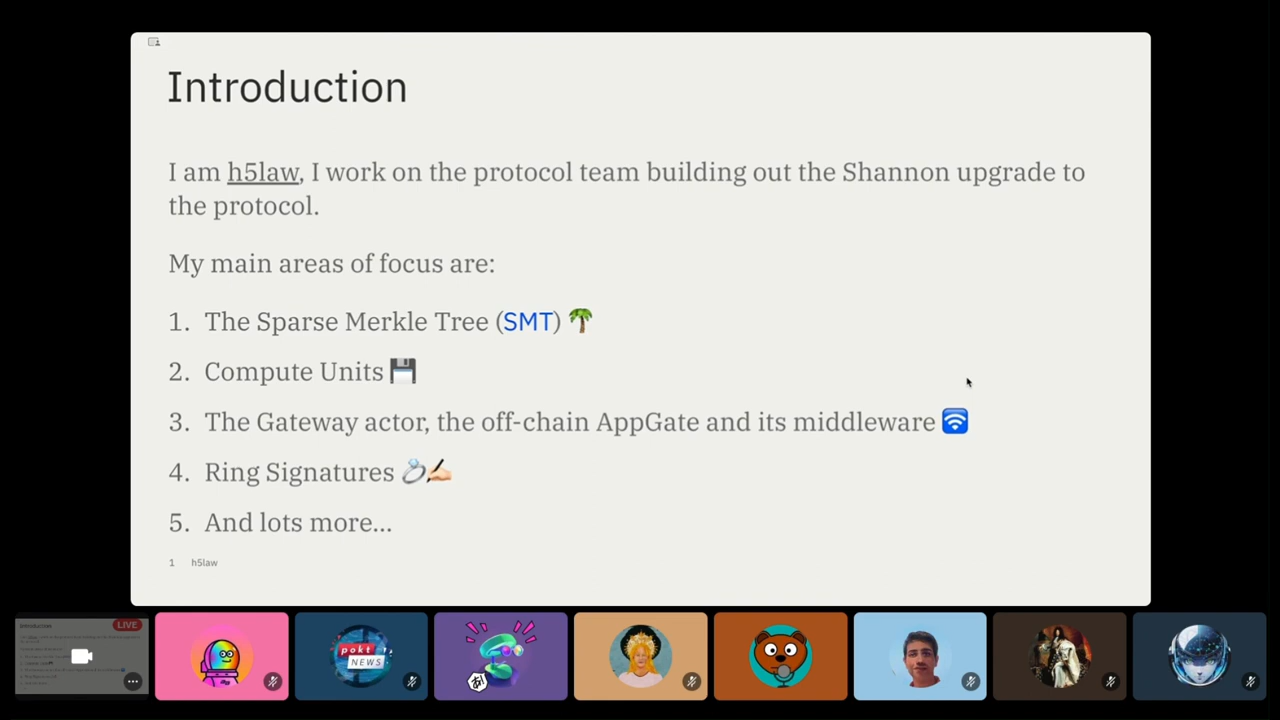 Introduction
I am h5law, I work on the protocol team building out the Shannon upgrade to
the protocol.
My main areas of focus are:
1. The Sparse Merkle Tree (SMT) 🌴
2. Compute Units 💾
3. The Gateway actor, the off-chain AppGate and its middleware 🛜
4. Ring Signatures 💍✍🏻
5. And lots more...
1 h5law
LIVE
pokt
NEWS